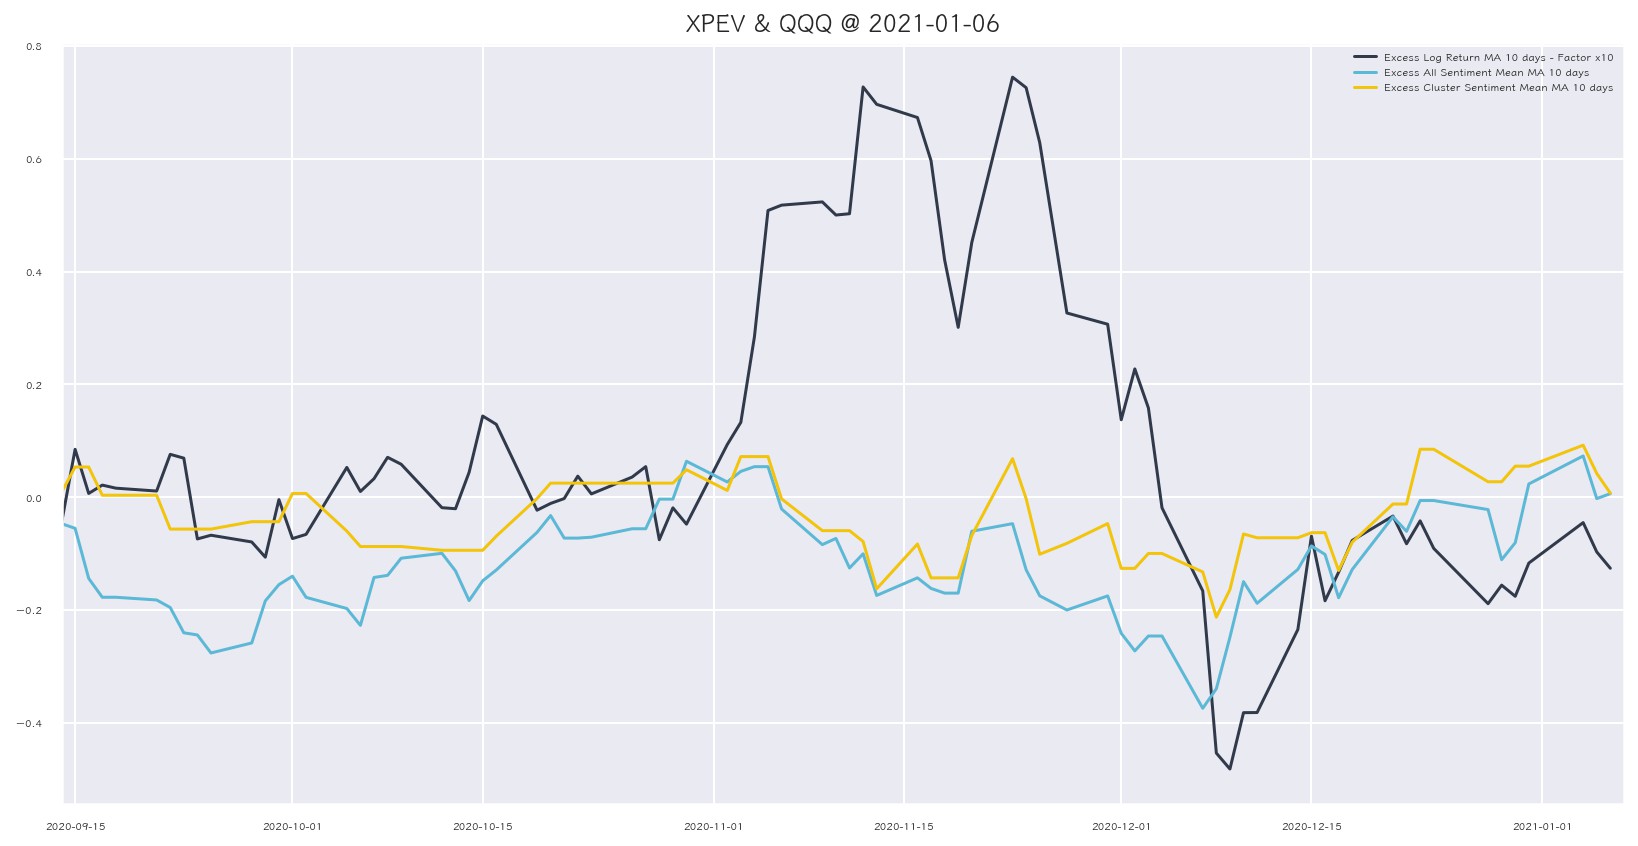 XPEV & QQQ @ 2021-01-06
Excess Log Return MA 10 days - Factor x10
Excess All Sentiment Mean MA 10 days
Excess Cluster Sentiment Mean MA 10 days
0.8
0.6
0.4
0.2
0.0
−0.2
−0.4
2020-09-15 2020-10-01 2020-10-15 2020-11-01 2020-11-15 2020-12-01 2020-12-15 2021-01-01